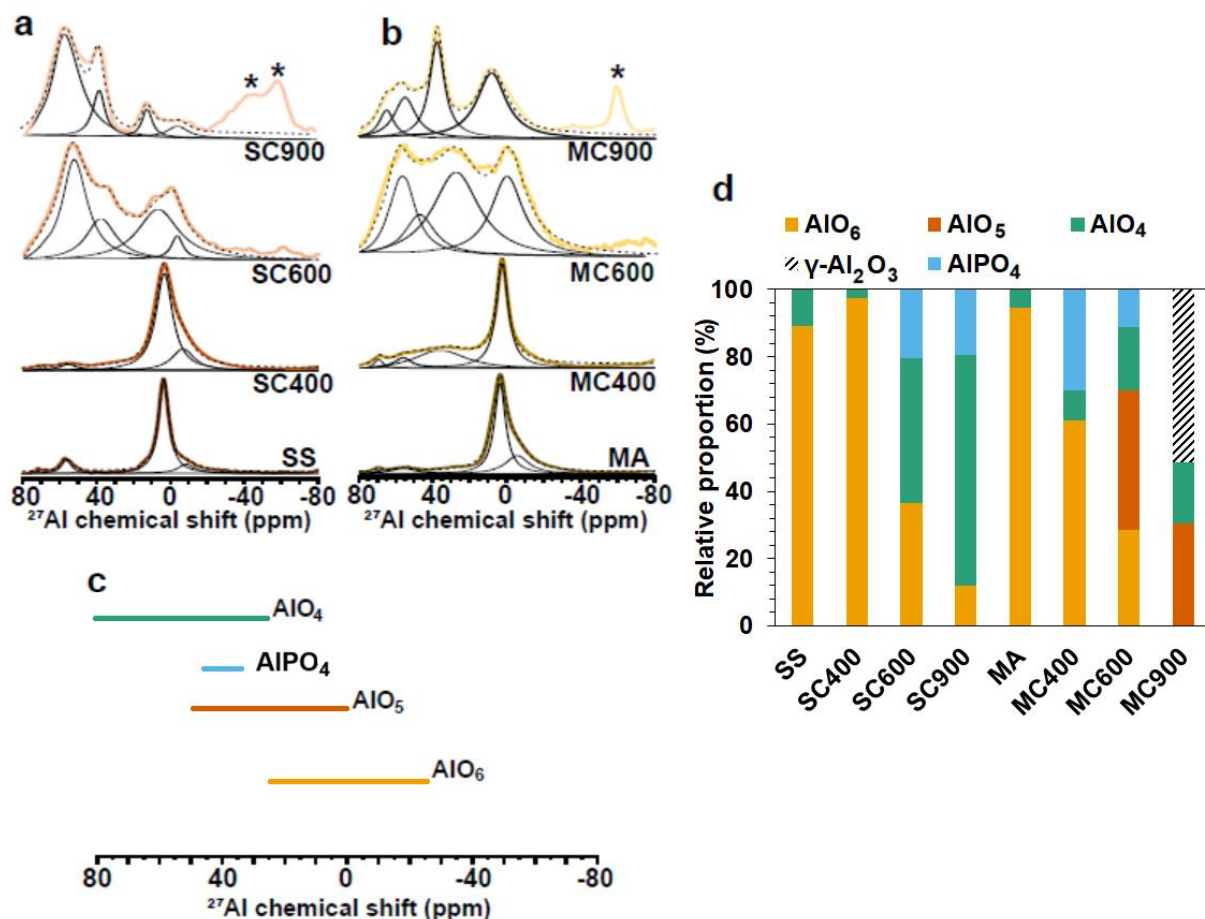 a
*
*
SC900
SC600
SC400
SS
80 40 0 -40 -80
²⁷Al chemical shift (ppm)
b
*
MC900
MC600
MC400
MA
80 40 0 -40 -80
²⁷Al chemical shift (ppm)
c
AlO₄
AlPO₄
AlO₅
AlO₆
80 40 0 -40 -80
²⁷Al chemical shift (ppm)
d
AlO₆ AlO₅ AlO₄
γ-Al₂O₃ AlPO₄
Relative proportion (%)
100
80
60
40
20
0
SS SC400 SC600 SC900 MA MC400 MC600 MC900